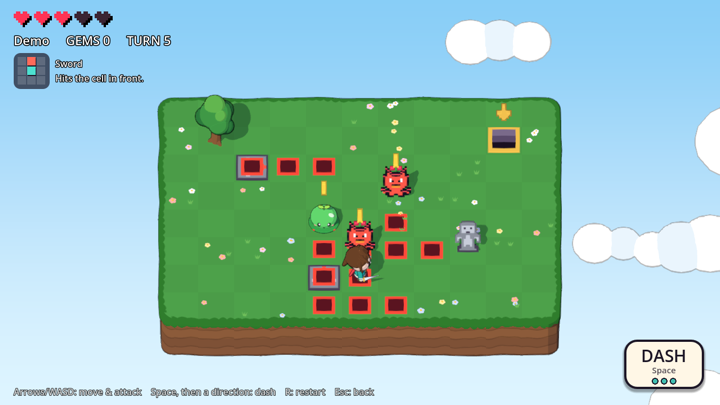 Demo GEMS 0 TURN 5
Sword
Hits the cell in front.
DASH
Space
Arrows/WASD: move & attack Space, then a direction: dash R: restart Esc: back